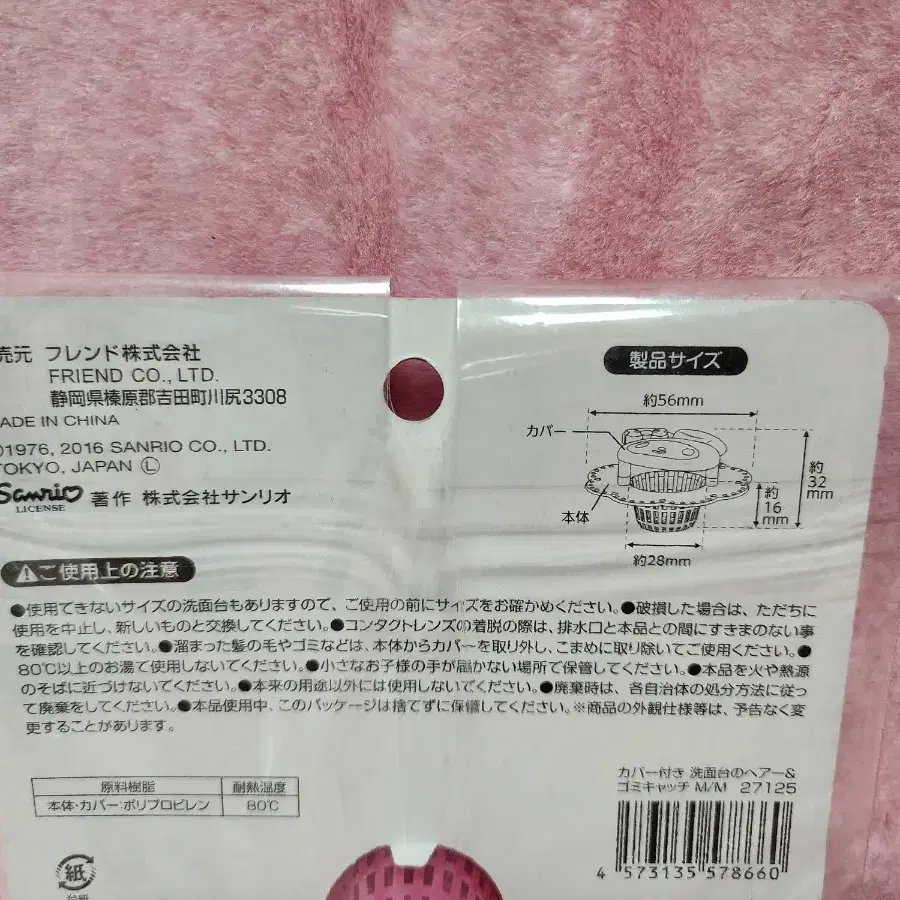 売元 フレンド株式会社
FRIEND CO., LTD.
静岡県榛原郡吉田町川尻3308
MADE IN CHINA
©1976, 2016 SANRIO CO., LTD.
TOKYO, JAPAN Ⓛ
Sanrio
LICENSE
著作 株式会社サンリオ
製品サイズ
約56mm
カバー
約
32
mm
約
16
mm
本体
約28mm
ご使用上の注意
●使用できないサイズの洗面台もありますので、ご使用の前にサイズをお確かめください。●破損した場合は、ただちに
使用を中止し、新しいものと交換してください。●コンタクトレンズの着脱の際は、排水口と本品との間にすきまのない事
を確認してください。●溜まった髪の毛やゴミなどは、本体からカバーを取り外し、こまめに取り除いてご使用ください。●
80℃以上のお湯で使用しないでください。●小さなお子様の手が届かない場所で保管してください。●本品を火や熱源
のそばに近づけないでください。●本来の用途以外には使用しないでください。●廃棄時は、各自治体の処分方法に従っ
て廃棄をしてください。●本品使用中、このパッケージは捨てずに保管してください。※商品の外観仕様等は、予告なく変
更することがあります。
原料樹脂 耐熱温度
本体・カバー:ポリプロピレン 80℃
カバー付き 洗面台のヘアー&
ゴミキャッチ M/M 27125
4 573135 578660
紙
台紙